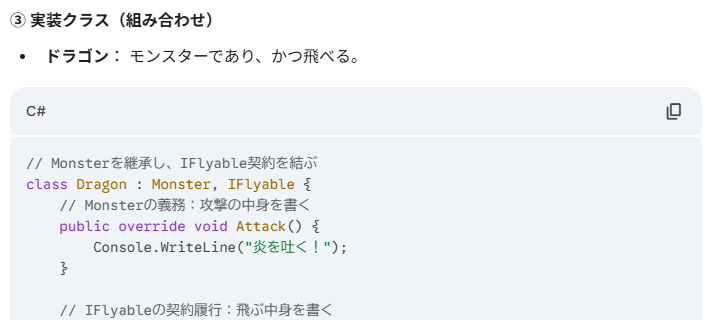 ③ 実装クラス（組み合わせ）
• ドラゴン： モンスターであり、かつ飛べる。
C#
// Monsterを継承し、IFlyable契約を結ぶ
class Dragon : Monster, IFlyable {
    // Monsterの義務：攻撃の中身を書く
    public override void Attack() {
        Console.WriteLine("炎を吐く！");
    }
    // IFlyableの契約履行：飛ぶ中身を書く